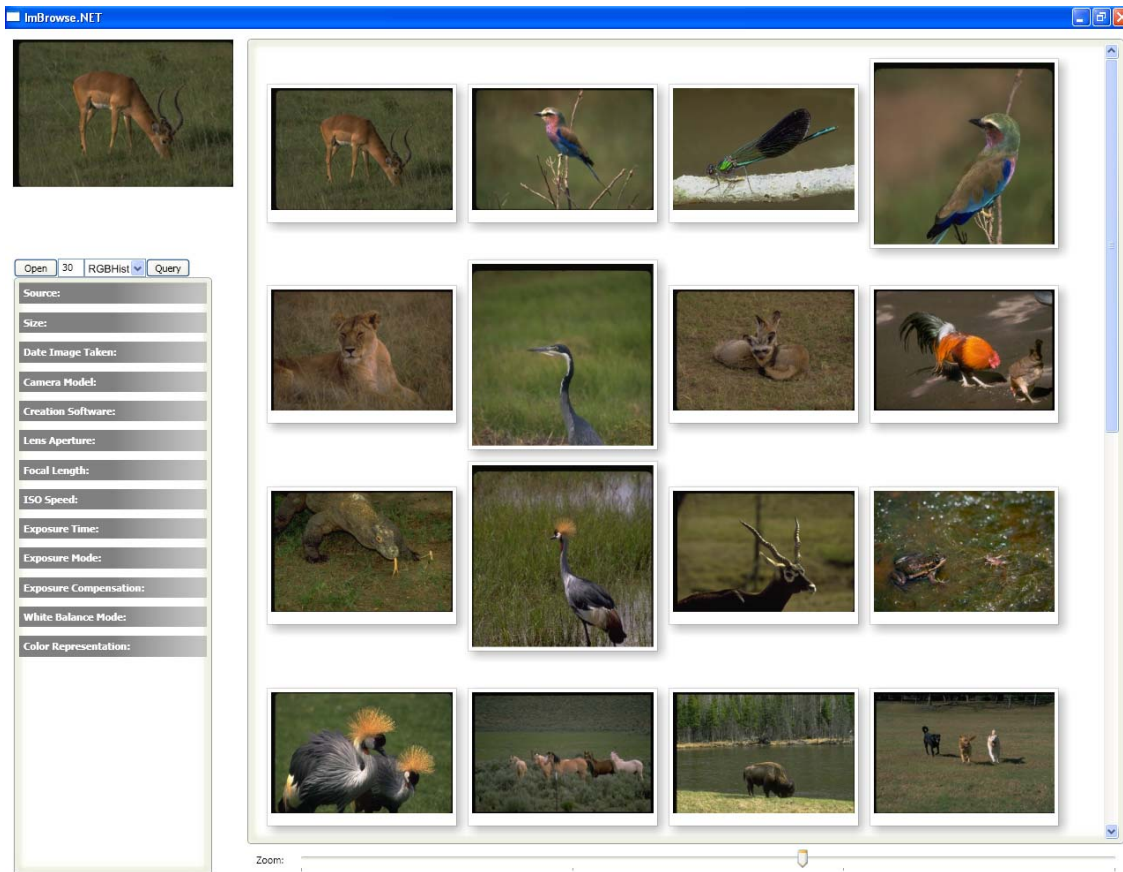 ImBrowse.NET
Open 30 RGBHist Query
Source:
Size:
Date Image Taken:
Camera Model:
Creation Software:
Lens Aperture:
Focal Length:
ISO Speed:
Exposure Time:
Exposure Mode:
Exposure Compensation:
White Balance Mode:
Color Representation:
Zoom: